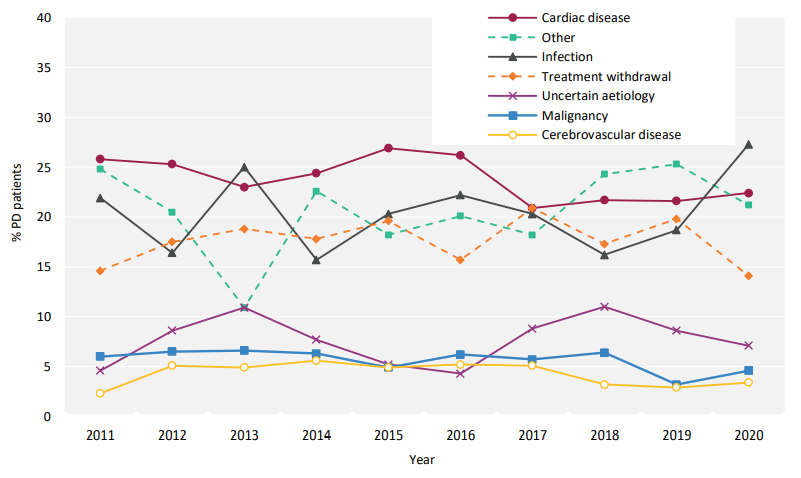 40
35
30
25
20
15
10
5
0
% PD patients
Cardiac disease
Other
Infection
Treatment withdrawal
Uncertain aetiology
Malignancy
Cerebrovascular disease
2011 2012 2013 2014 2015 2016 2017 2018 2019 2020
Year